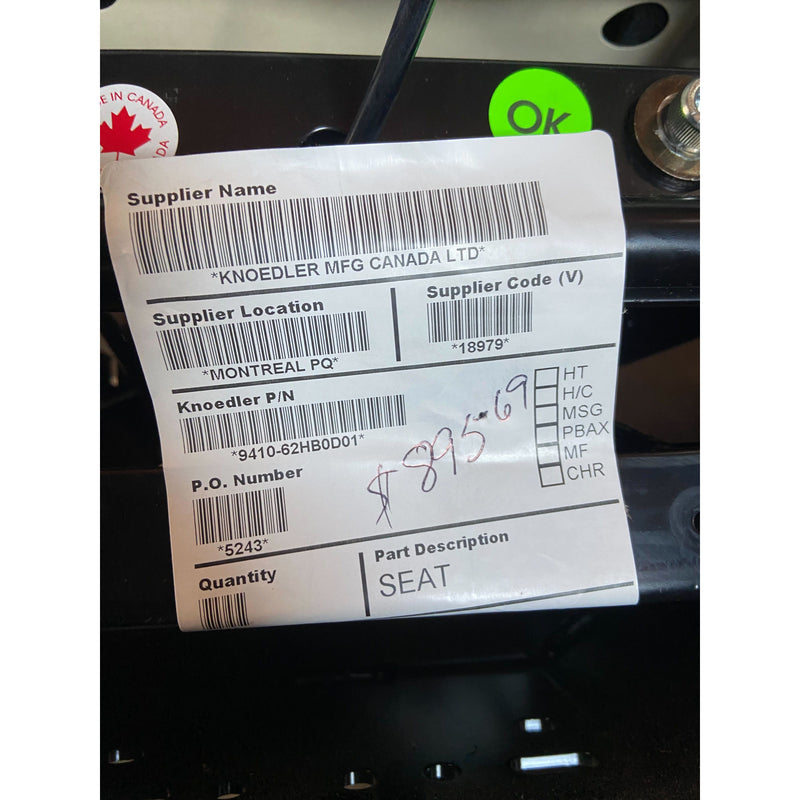 E IN CANADA
DA
OK
Supplier Name
*KNOEDLER MFG CANADA LTD*
Supplier Location
*MONTREAL PQ*
Supplier Code (V)
*18979*
Knoedler P/N
*9410-62HB0D01*
$895-69
HT
H/C
MSG
PBAX
MF
CHR
P.O. Number
*5243*
Quantity
Part Description
SEAT